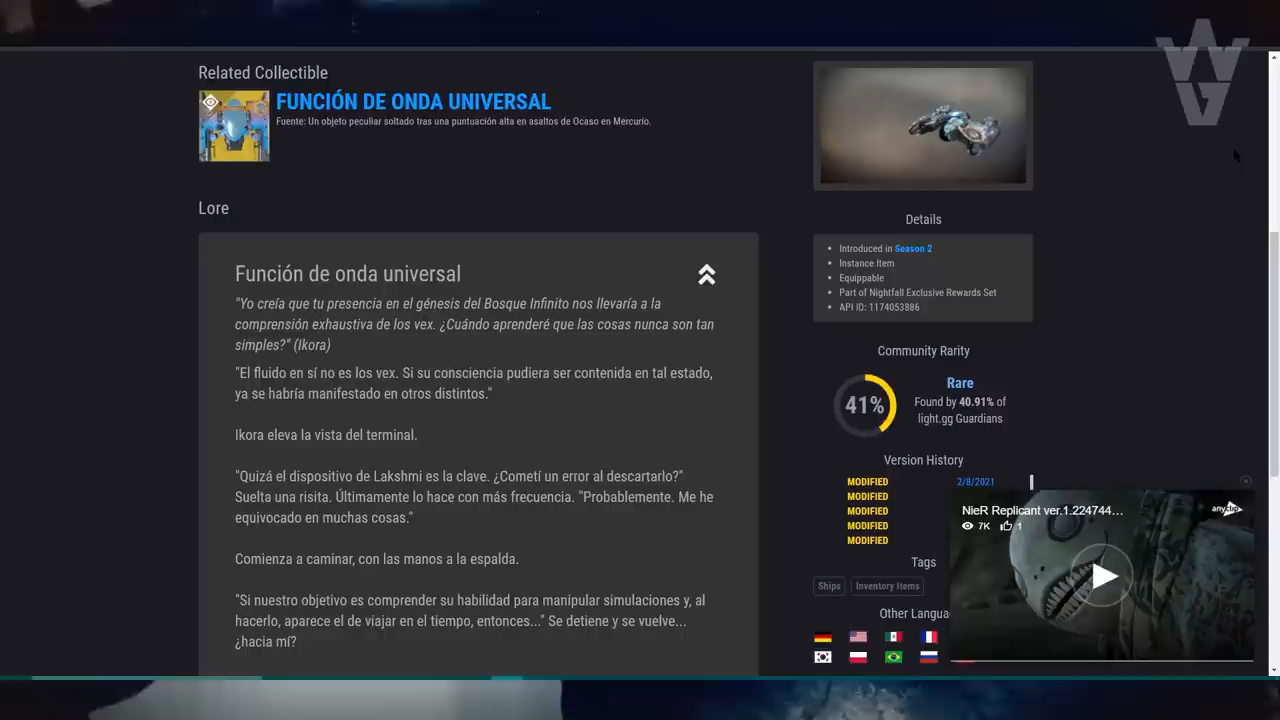 WG
Related Collectible
FUNCIÓN DE ONDA UNIVERSAL
Fuente: Un objeto peculiar soltado tras una puntuación alta en asaltos de Ocaso en Mercurio.
Lore
Función de onda universal
"Yo creía que tu presencia en el génesis del Bosque Infinito nos llevaría a la
comprensión exhaustiva de los vex. ¿Cuándo aprenderé que las cosas nunca son tan
simples?" (Ikora)
"El fluido en sí no es los vex. Si su consciencia pudiera ser contenida en tal estado,
ya se habría manifestado en otros distintos."
Ikora eleva la vista del terminal.
"Quizá el dispositivo de Lakshmi es la clave. ¿Cometí un error al descartarlo?"
Suelta una risita. Últimamente lo hace con más frecuencia. "Probablemente. Me he
equivocado en muchas cosas."
Comienza a caminar, con las manos a la espalda.
"Si nuestro objetivo es comprender su habilidad para manipular simulaciones y, al
hacerlo, aparece el de viajar en el tiempo, entonces..." Se detiene y se vuelve...
¿hacia mí?
Details
Introduced in Season 2
Instance Item
Equippable
Part of Nightfall Exclusive Rewards Set
API ID: 1174053886
Community Rarity
41%
Rare
Found by 40.91% of
light.gg Guardians
Version History
MODIFIED 2/8/2021
MODIFIED
MODIFIED
MODIFIED
MODIFIED
Tags
Ships Inventory Items
Other Langua
NieR Replicant ver.1.224744...
7K 1
anyclip